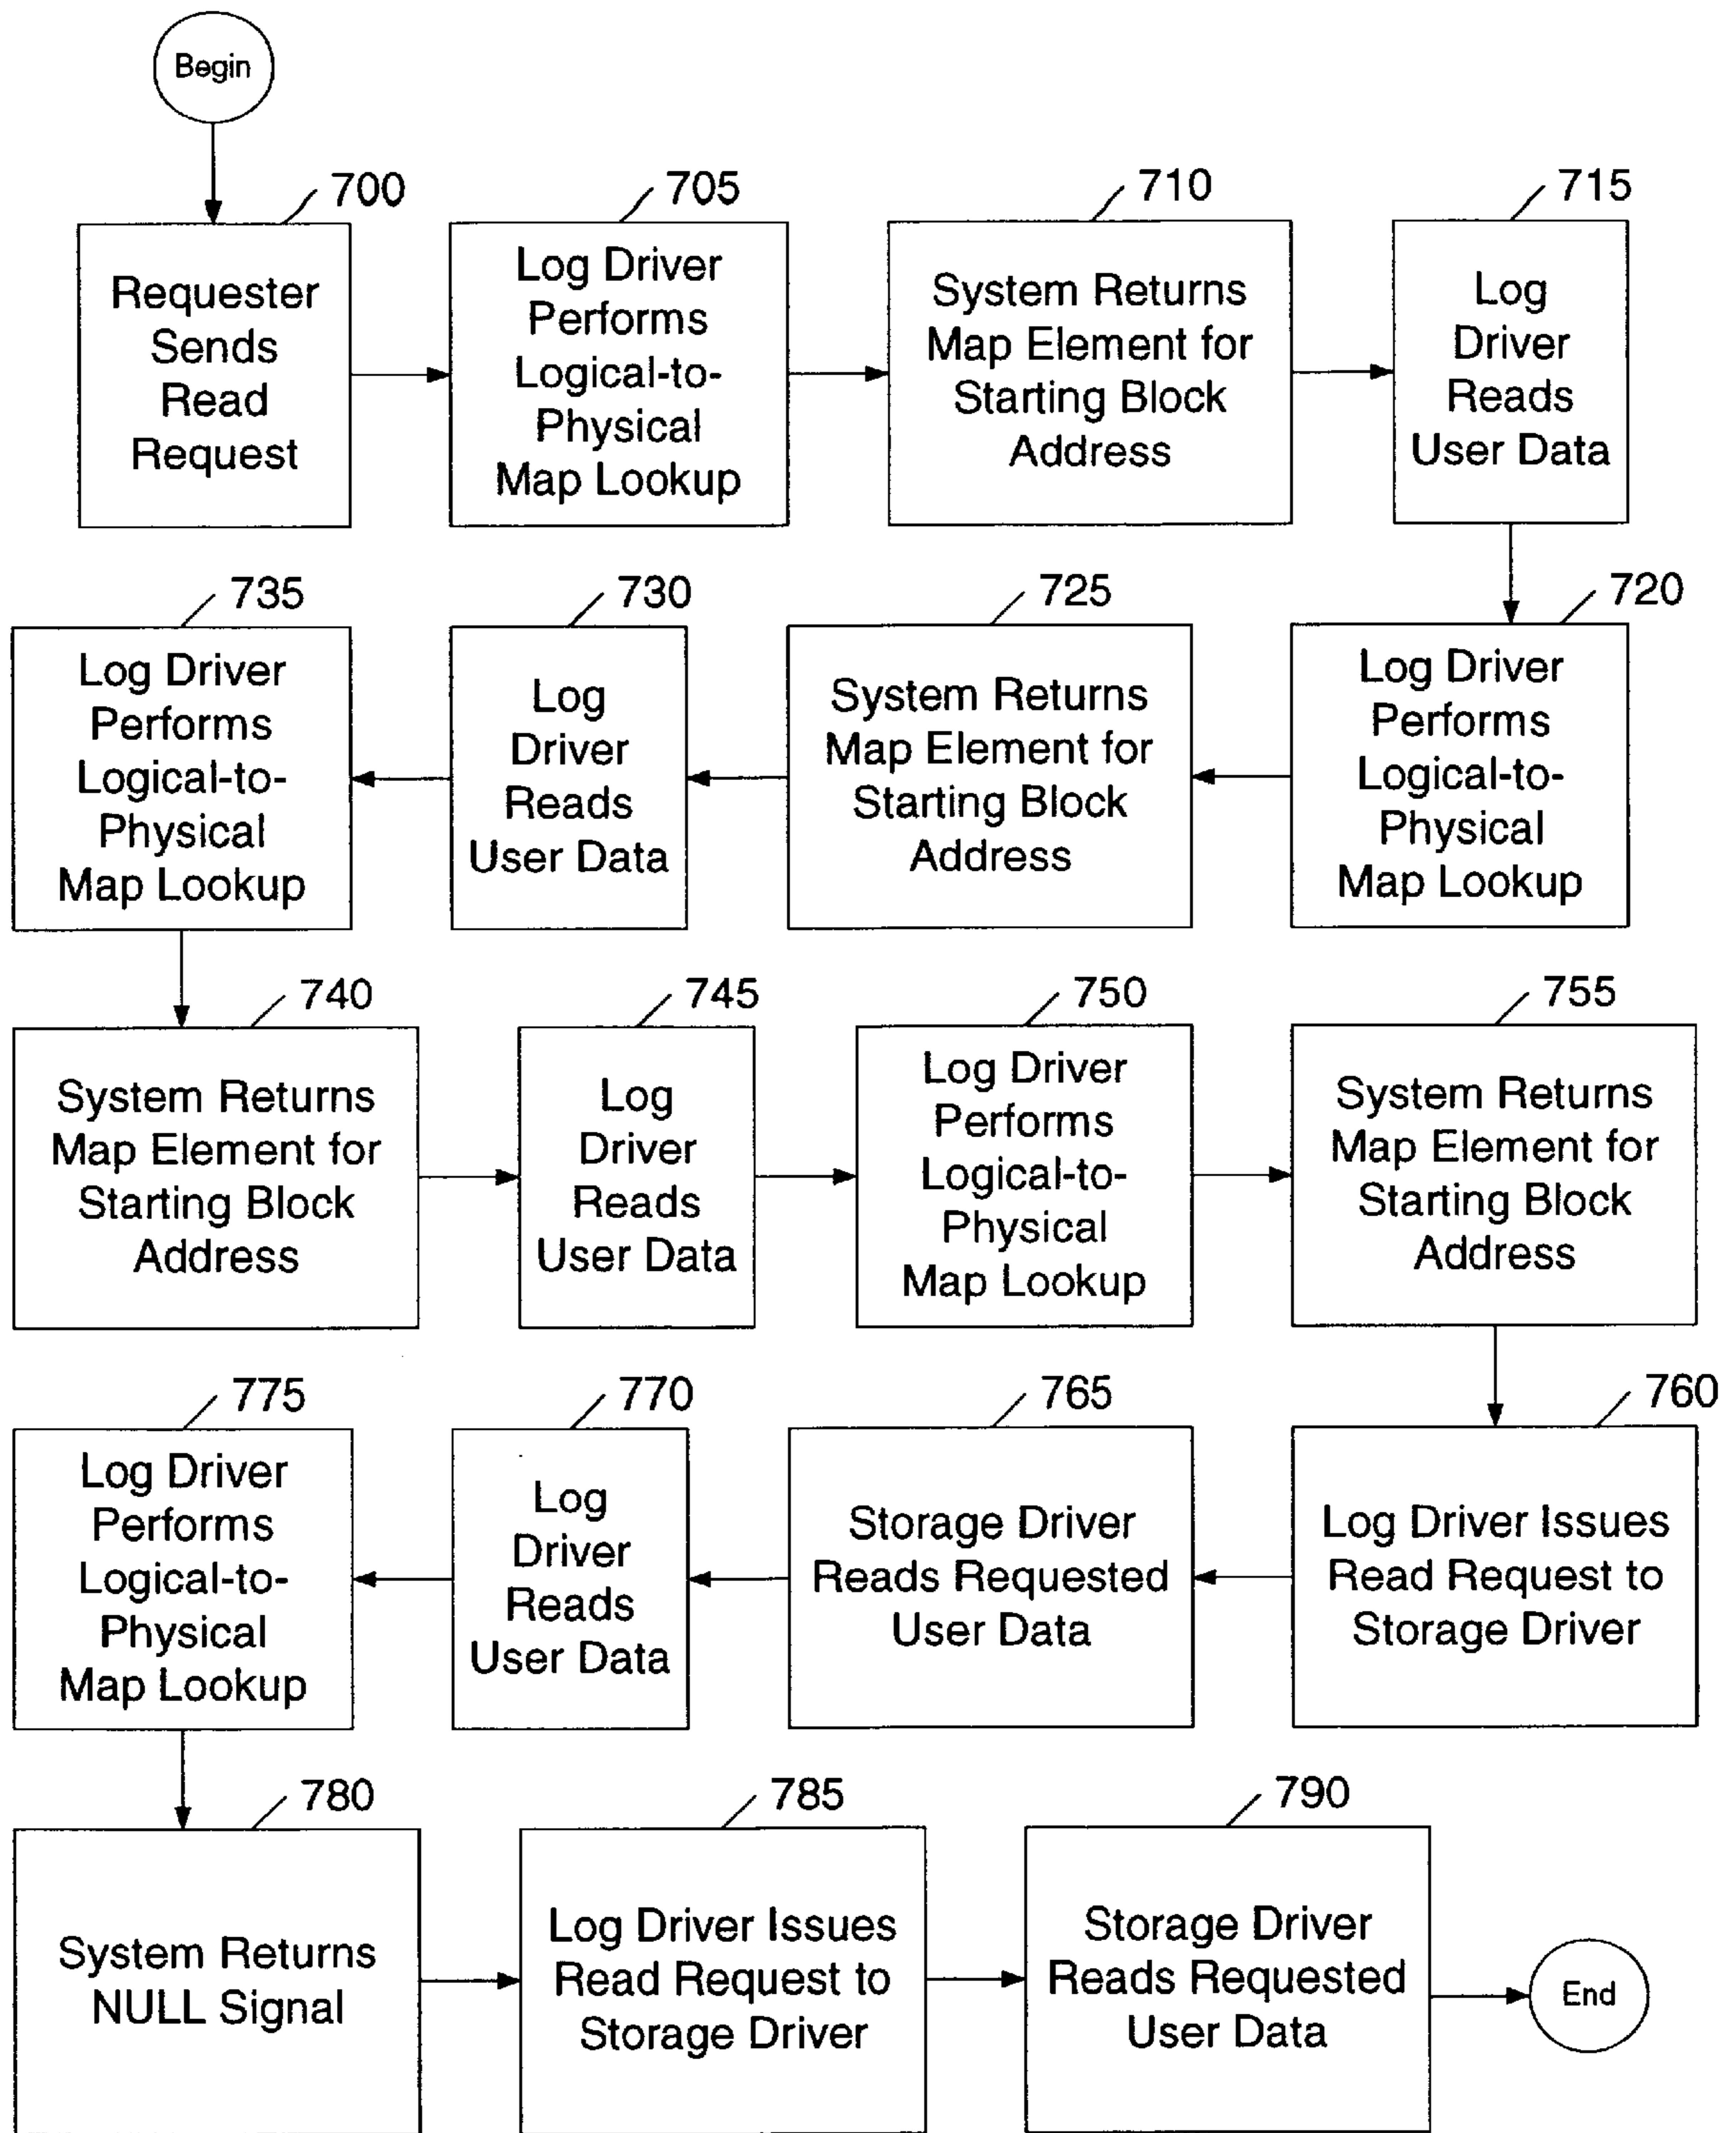 Begin
700
Requester
Sends
Read
Request
705
Log Driver
Performs
Logical-to-
Physical
Map Lookup
710
System Returns
Map Element for
Starting Block
Address
715
Log
Driver
Reads
User Data
720
Log Driver
Performs
Logical-to-
Physical
Map Lookup
725
System Returns
Map Element for
Starting Block
Address
730
Log
Driver
Reads
User Data
735
Log Driver
Performs
Logical-to-
Physical
Map Lookup
740
System Returns
Map Element for
Starting Block
Address
745
Log
Driver
Reads
User Data
750
Log Driver
Performs
Logical-to-
Physical
Map Lookup
755
System Returns
Map Element for
Starting Block
Address
760
Log Driver Issues
Read Request to
Storage Driver
765
Storage Driver
Reads Requested
User Data
770
Log
Driver
Reads
User Data
775
Log Driver
Performs
Logical-to-
Physical
Map Lookup
780
System Returns
NULL Signal
785
Log Driver Issues
Read Request to
Storage Driver
790
Storage Driver
Reads Requested
User Data
End